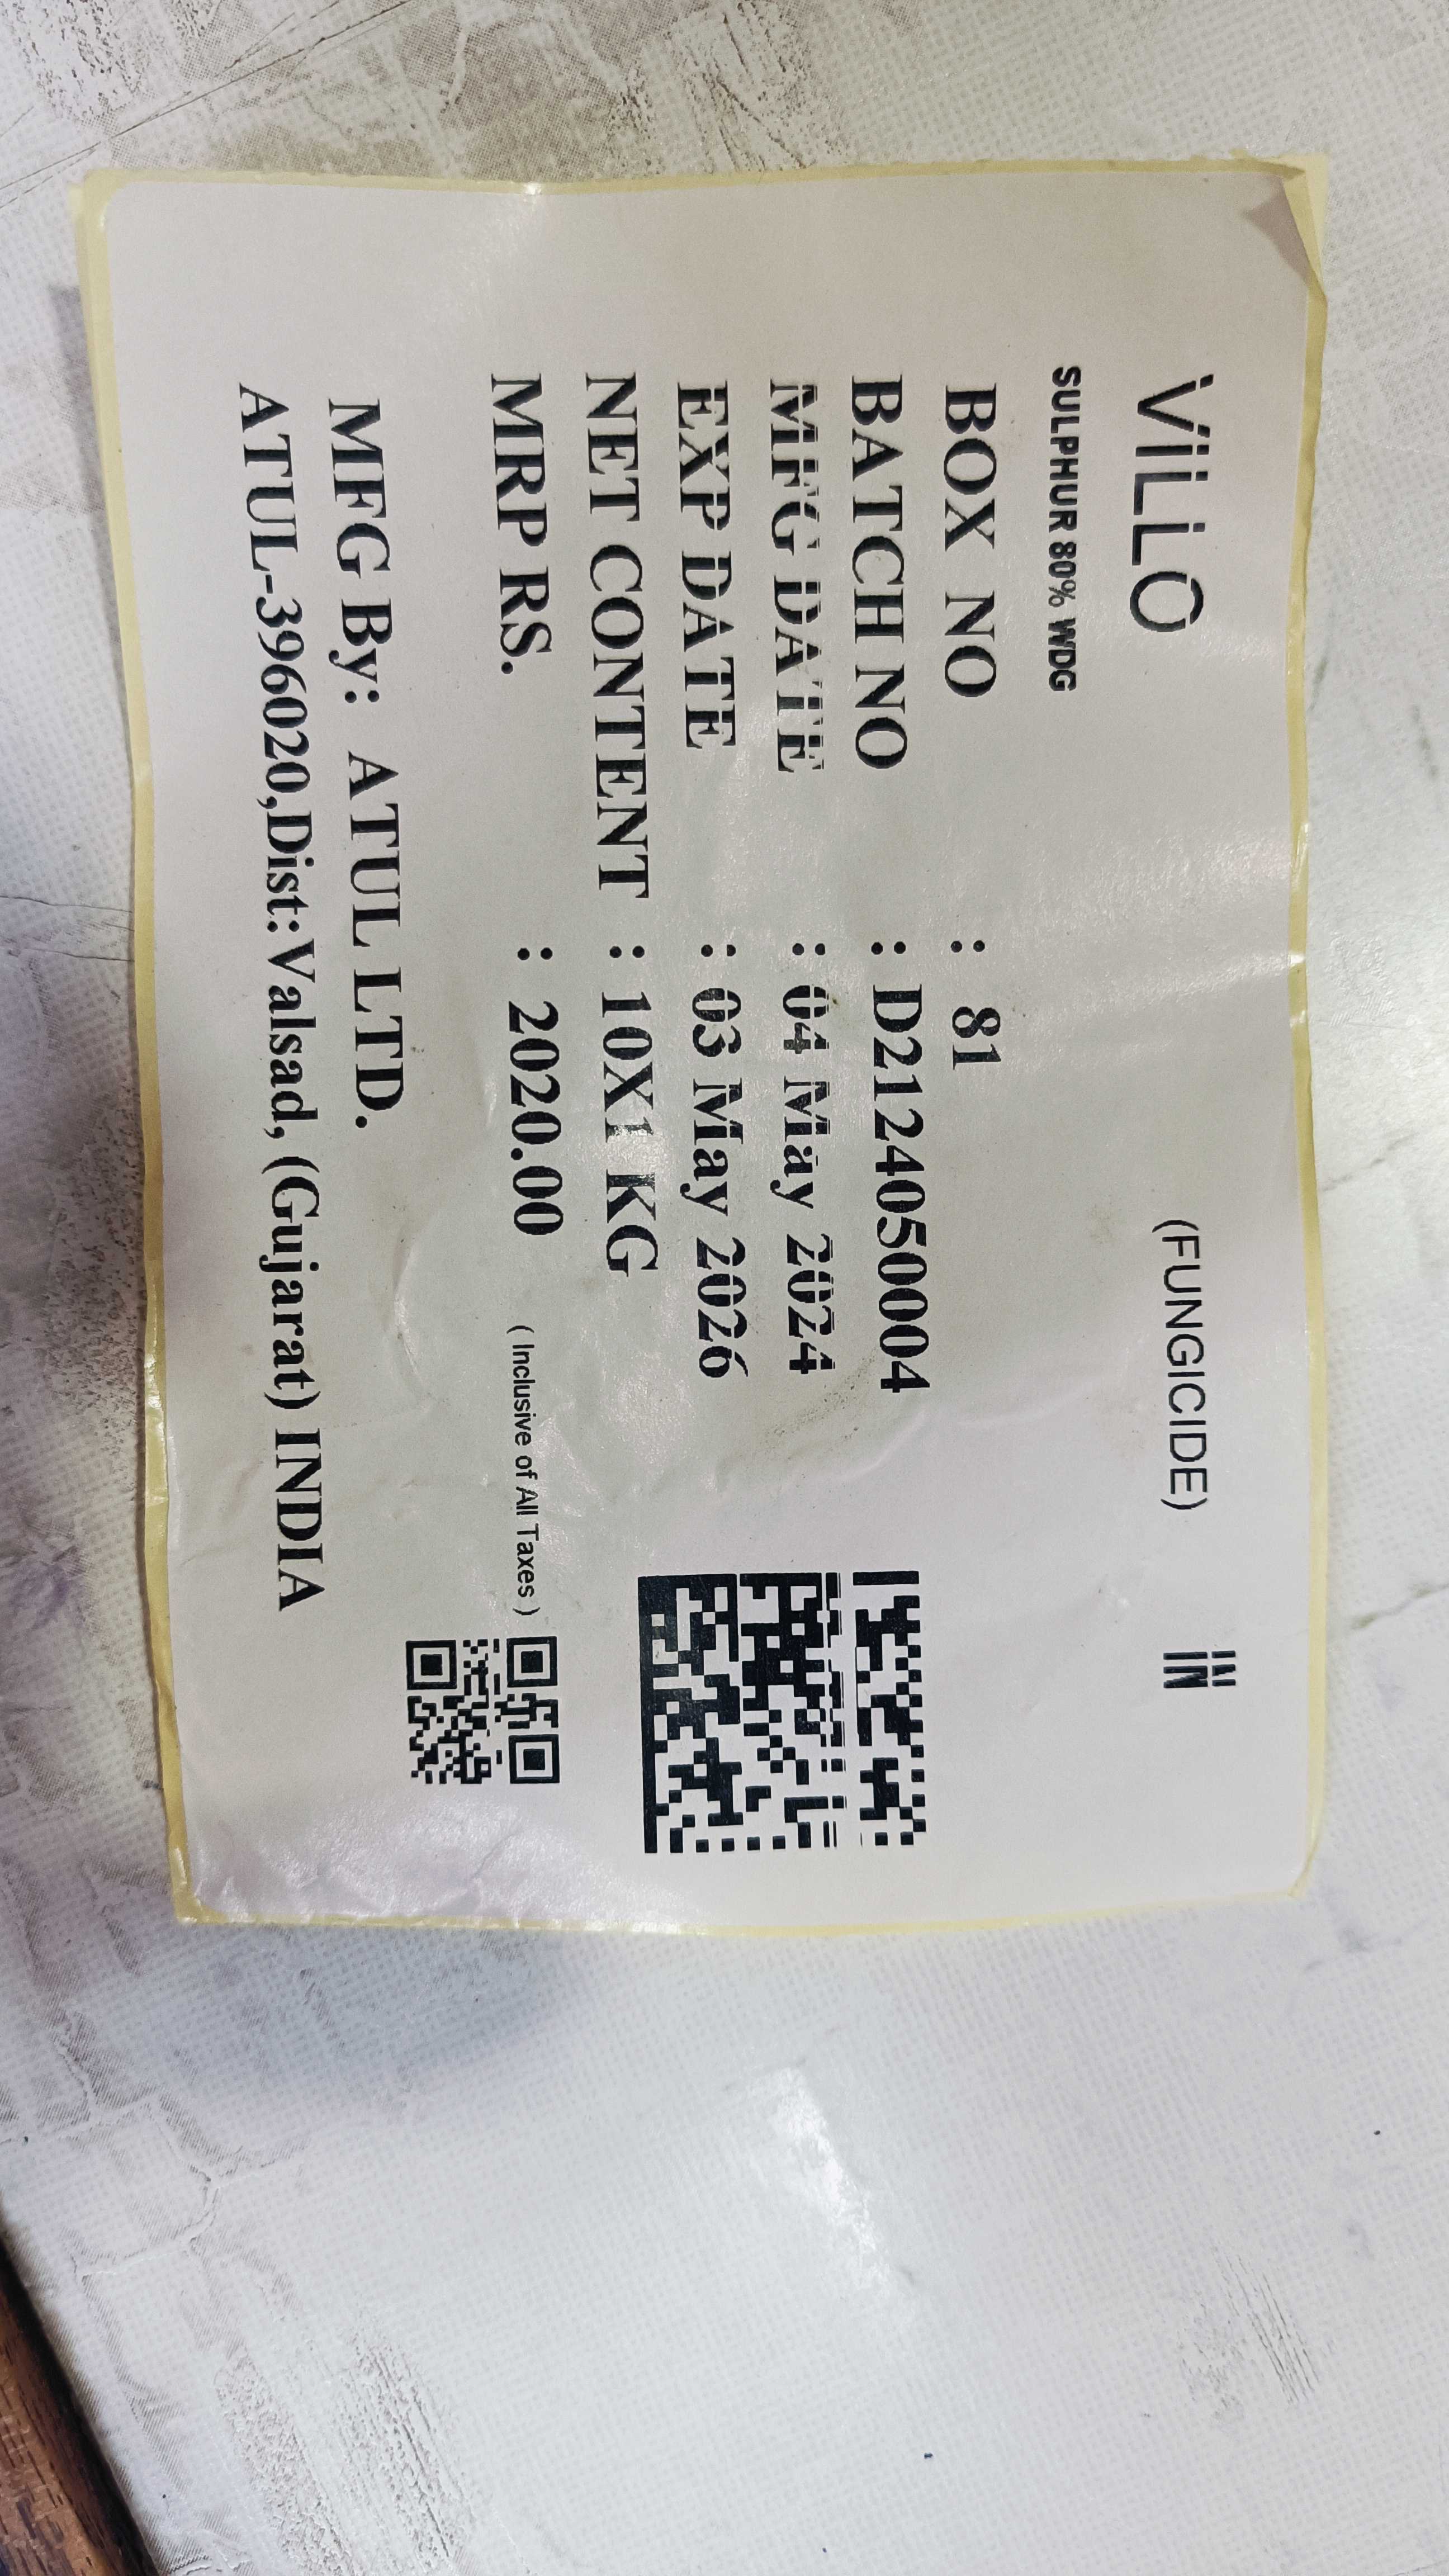 ViLLO (FUNGICIDE) IN
SULPHUR 80% WDG
BOX NO : 81
BATCH NO : D212405004
MFG DATE : 04 May 2024
EXP DATE : 03 May 2026
NET CONTENT : 10X1 KG
MRP RS. : 2020.00 ( Inclusive of All Taxes )
MFG By: ATUL LTD.
ATUL-396020,Dist:Valsad, (Gujarat) INDIA